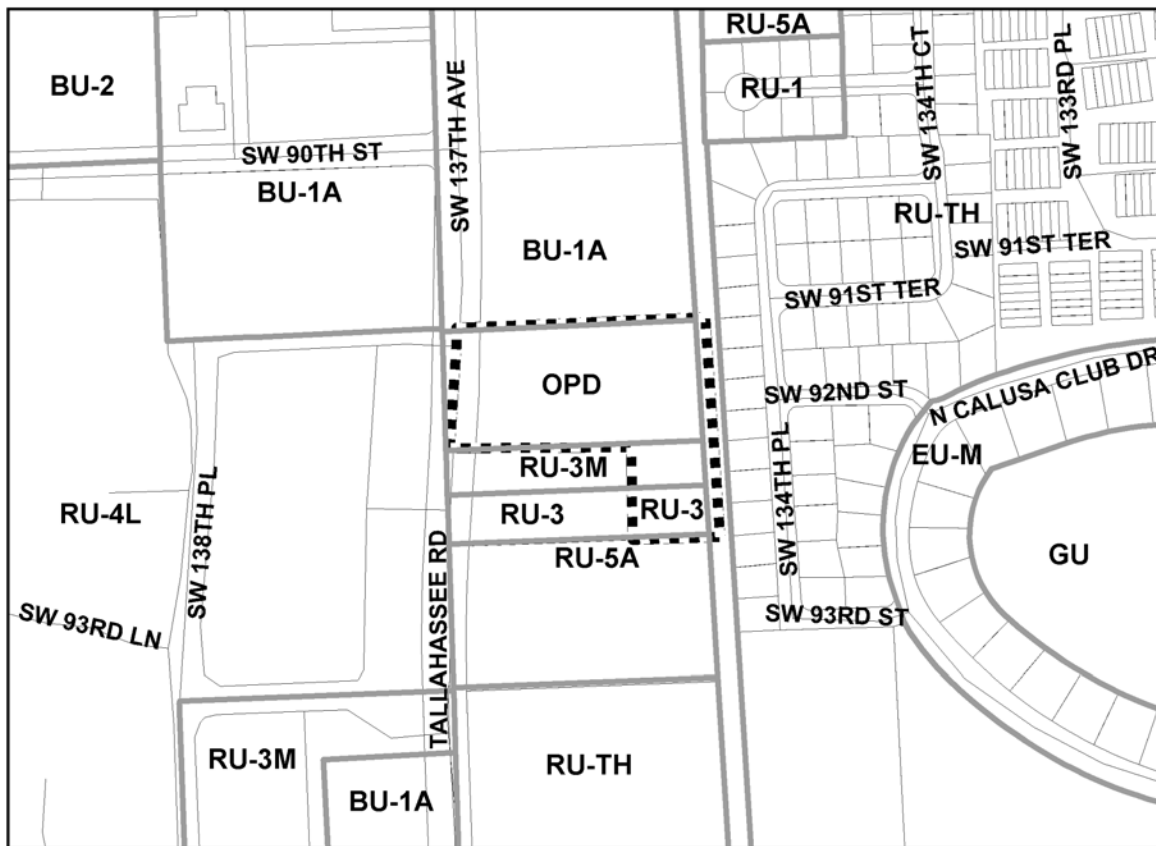 RU-5A
BU-2
RU-1
SW 137TH AVE
SW 134TH CT
SW 133RD PL
SW 90TH ST
BU-1A
RU-TH
BU-1A
SW 91ST TER
SW 91ST TER
OPD
SW 92ND ST
N CALUSA CLUB DR
EU-M
RU-3M
RU-4L
SW 138TH PL
RU-3
RU-3
SW 134TH PL
RU-5A
GU
TALLAHASSEE RD
SW 93RD LN
SW 93RD ST
RU-3M
RU-TH
BU-1A